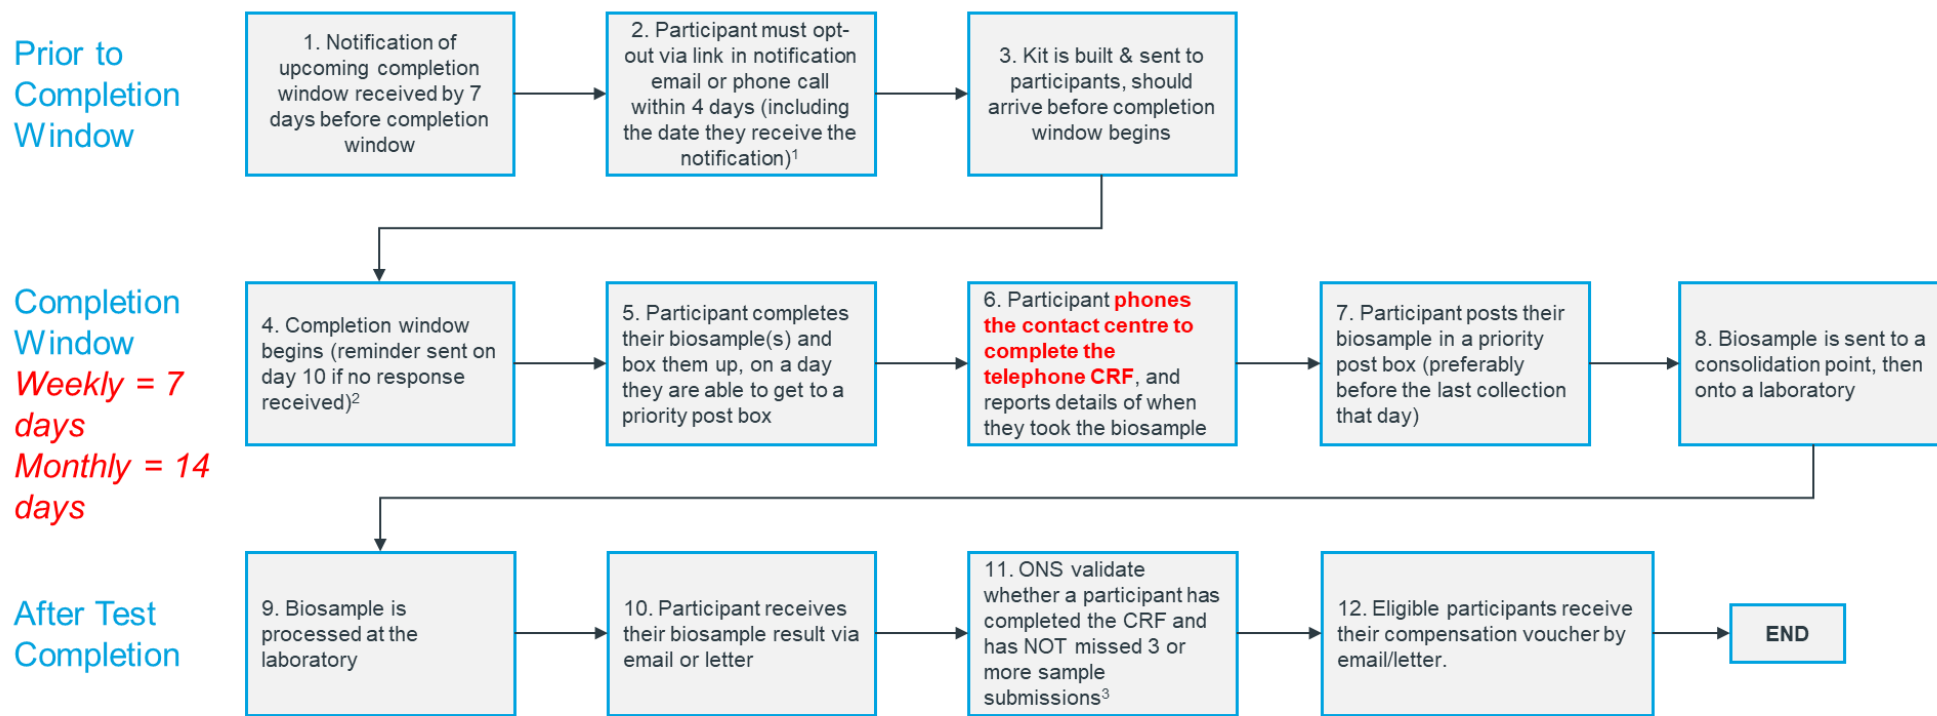 Prior to
Completion
Window
1. Notification of
upcoming completion
window received by 7
days before completion
window
2. Participant must opt-
out via link in notification
email or phone call
within 4 days (including
the date they receive the
notification)¹
3. Kit is built & sent to
participants, should
arrive before completion
window begins
Completion
Window
Weekly = 7
days
Monthly = 14
days
4. Completion window
begins (reminder sent on
day 10 if no response
received)²
5. Participant completes
their biosample(s) and
box them up, on a day
they are able to get to a
priority post box
6. Participant phones
the contact centre to
complete the
telephone CRF, and
reports details of when
they took the biosample
7. Participant posts their
biosample in a priority
post box (preferably
before the last collection
that day)
8. Biosample is sent to a
consolidation point, then
onto a laboratory
After Test
Completion
9. Biosample is
processed at the
laboratory
10. Participant receives
their biosample result via
email or letter
11. ONS validate
whether a participant has
completed the CRF and
has NOT missed 3 or
more sample
submissions³
12. Eligible participants receive
their compensation voucher by
email/letter.
END